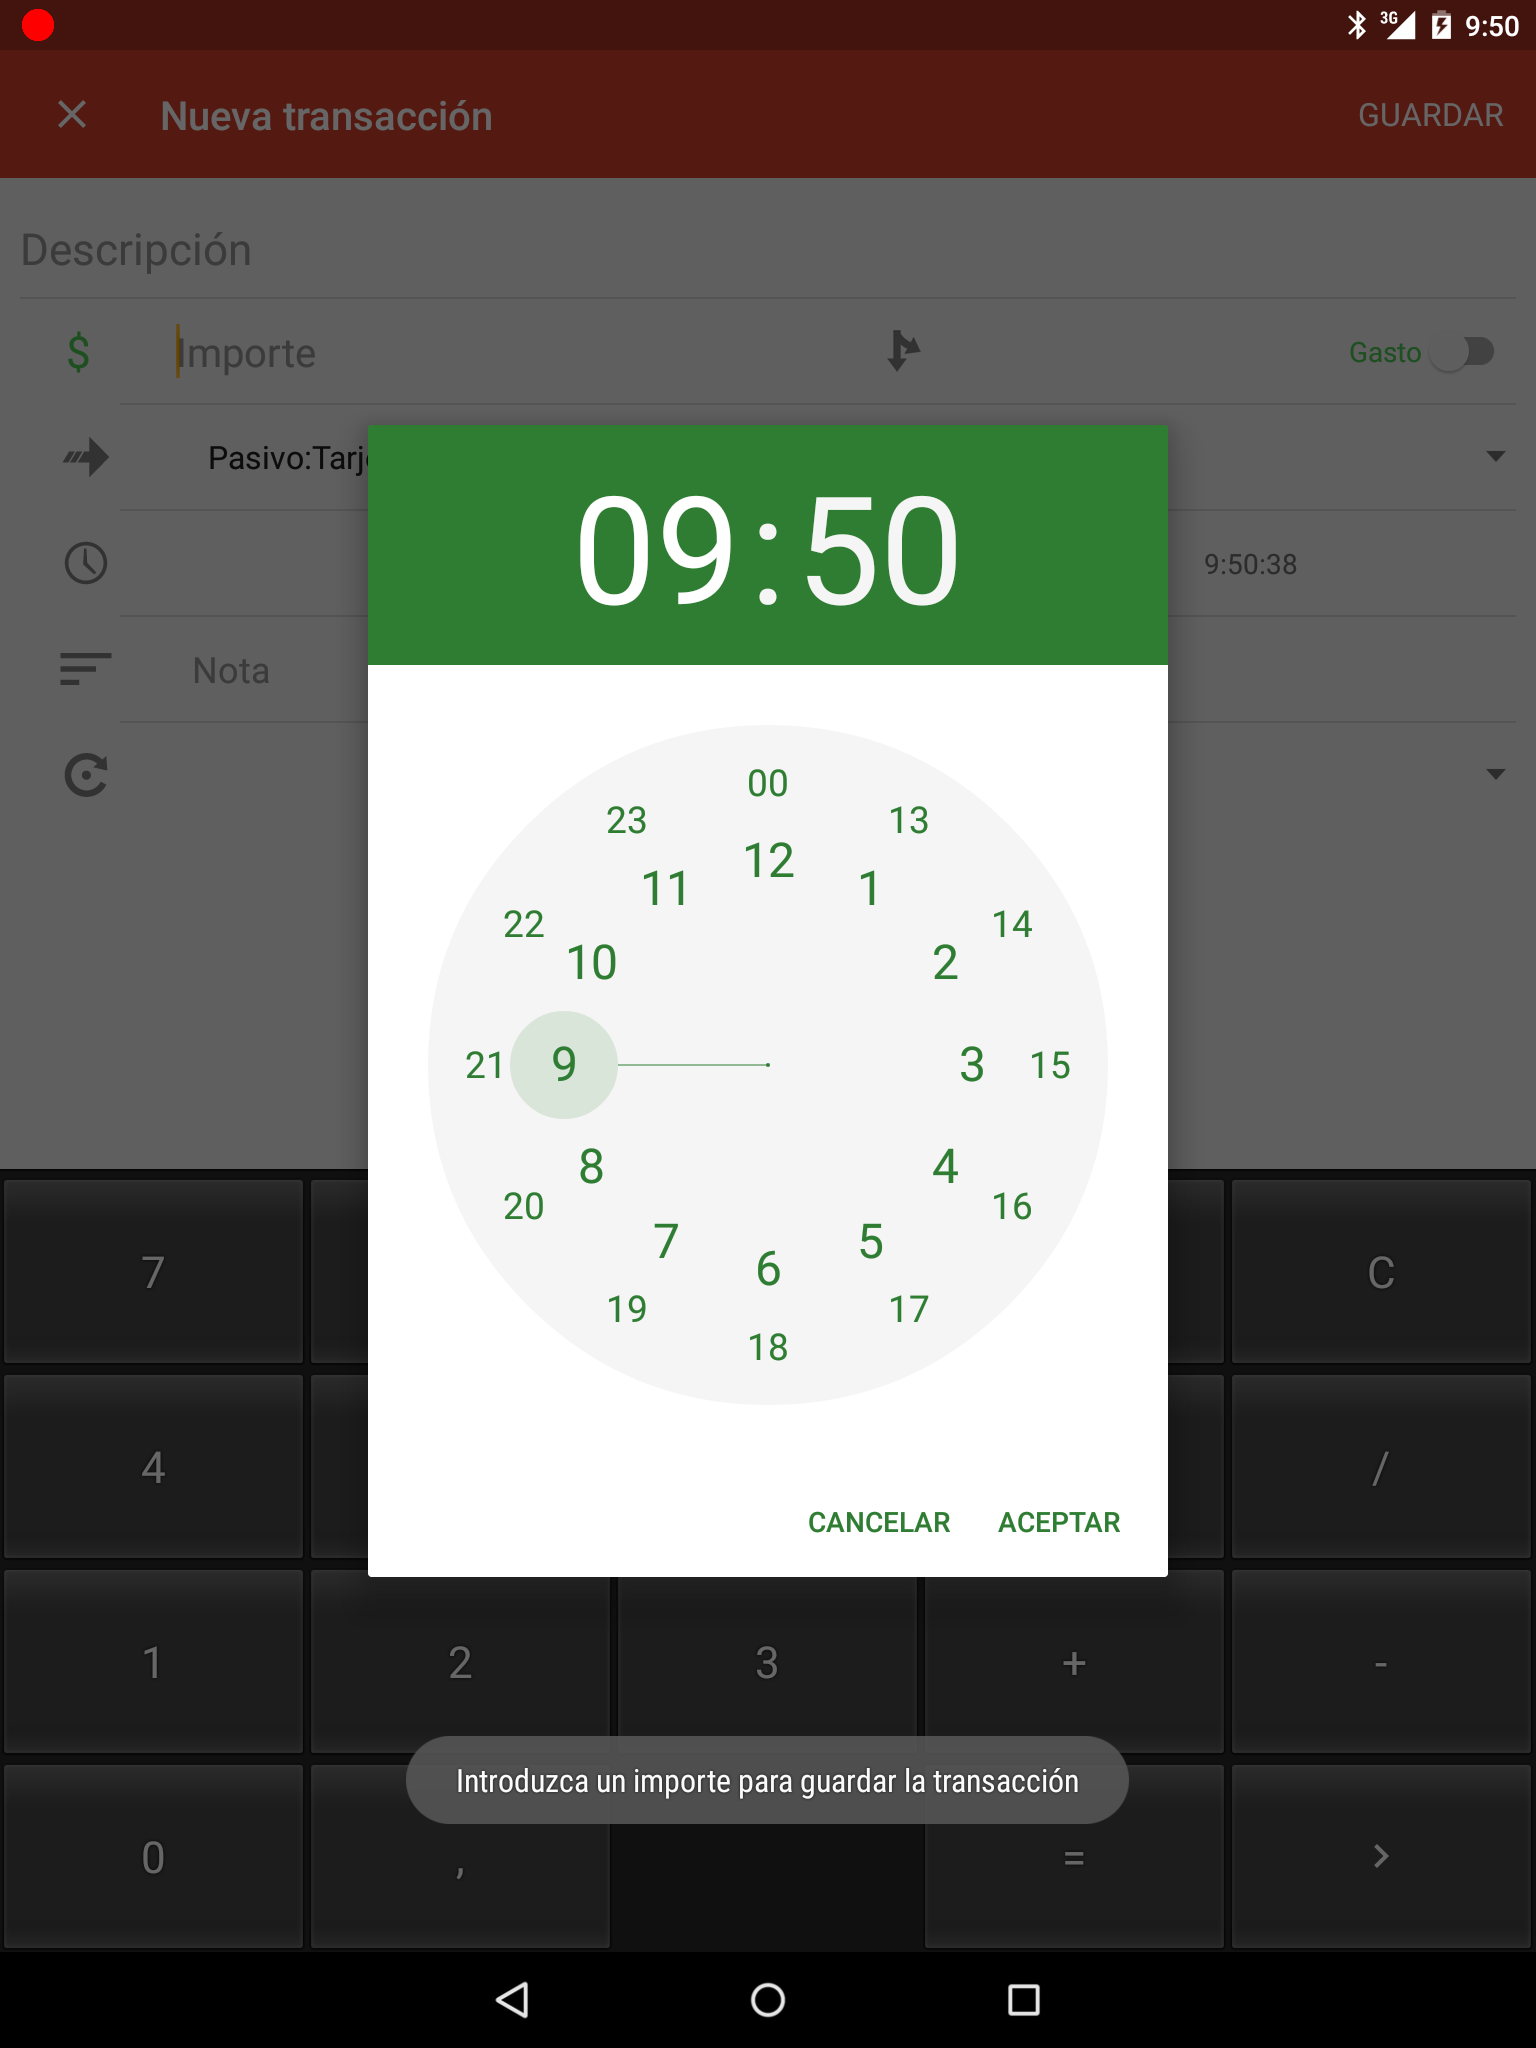 3G 9:50
Nueva transacción GUARDAR
Descripción
$ Importe Gasto
Pasivo:Tarj
09:50
9:50:38
Nota
00
23 13
12
11 1
22 14
10 2
21 9 3 15
8 4
20 16
7 5
6
19 17
18
CANCELAR ACEPTAR
7 C
4 /
1 2 3 + -
Introduzca un importe para guardar la transacción
0 , =